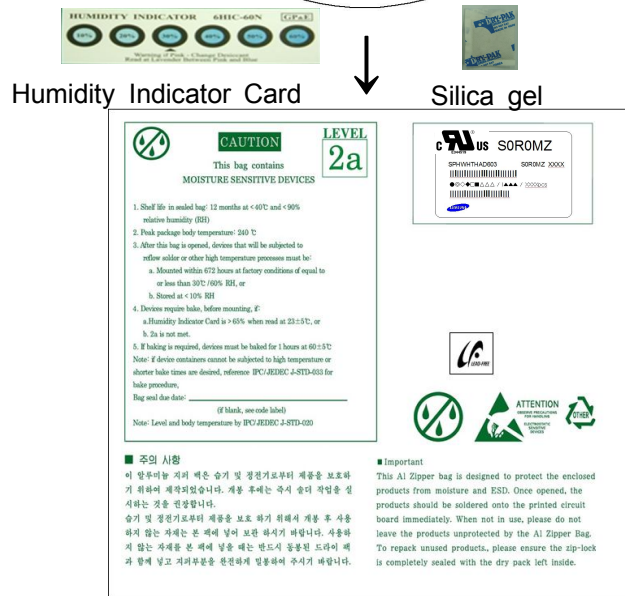 HUMIDITY INDICATOR 6HIC-60N GPaE
10% 20% 30% 40% 50% 60%
Warning if Pink - Change Desiccant
Read at Lavender Between Pink and Blue
DRY-PAK
DRY-PAK
Humidity Indicator Card
Silica gel
CAUTION
LEVEL
2a
This bag contains
MOISTURE SENSITIVE DEVICES
1. Shelf life in sealed bag: 12 months at <40℃ and <90%
relative humidity (RH)
2. Peak package body temperature: 240 ℃
3. After this bag is opened, devices that will be subjected to
reflow solder or other high temperature processes must be:
a. Mounted within 672 hours at factory conditions of equal to
or less than 30℃/60% RH, or
b. Stored at <10% RH
4. Devices require bake, before mounting, if:
a.Humidity Indicator Card is >65% when read at 23±5℃, or
b. 2a is not met.
5. If baking is required, devices must be baked for 1 hours at 60±5℃
Note: if device containers cannot be subjected to high temperature or
shorter bake times are desired, reference IPC/JEDEC J-STD-033 for
bake procedure,
Bag seal due date:
(if blank, see code label)
Note: Level and body temperature by IPC/JEDEC J-STD-020
c RU US S0R0MZ
SPHWHTHAD603 S0R0MZ XXXX
●◎◇◆□■△△△ / 1▲▲▲ / XXXXpcs
SAMSUNG
LEAD-FREE
ATTENTION
OBSERVE PRECAUTIONS
FOR HANDLING
ELECTROSTATIC
SENSITIVE
DEVICES
OTHER
■ 주의 사항
이 알루미늄 지퍼 백은 습기 및 정전기로부터 제품을 보호하
기 위하여 제작되었습니다. 개봉 후에는 즉시 솔더 작업을 실
시하는 것을 권장합니다.
습기 및 정전기로부터 제품을 보호 하기 위해서 개봉 후 사용
하지 않는 자재는 본 팩에 넣어 보관 하시기 바랍니다. 사용하
지 않는 자재를 본 팩에 넣을 때는 반드시 동봉된 드라이 팩
과 함께 넣고 지퍼부분을 완전하게 밀봉하여 주시기 바랍니다.
■ Important
This Al Zipper bag is designed to protect the enclosed
products from moisture and ESD. Once opened, the
products should be soldered onto the printed circuit
board immediately. When not in use, please do not
leave the products unprotected by the Al Zipper Bag.
To repack unused products., please ensure the zip-lock
is completely sealed with the dry pack left inside.